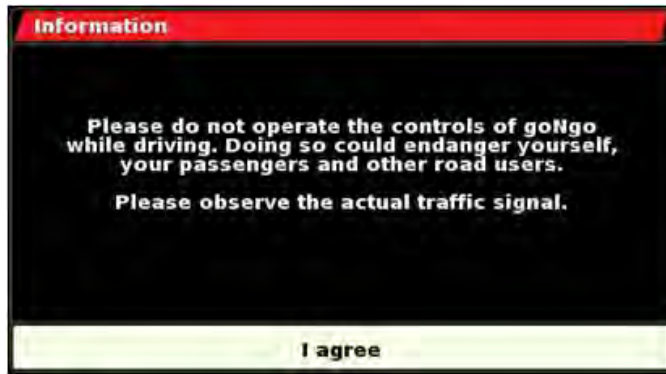 Information
Please do not operate the controls of goNgo
while driving. Doing so could endanger yourself,
your passengers and other road users.
Please observe the actual traffic signal.
I agree